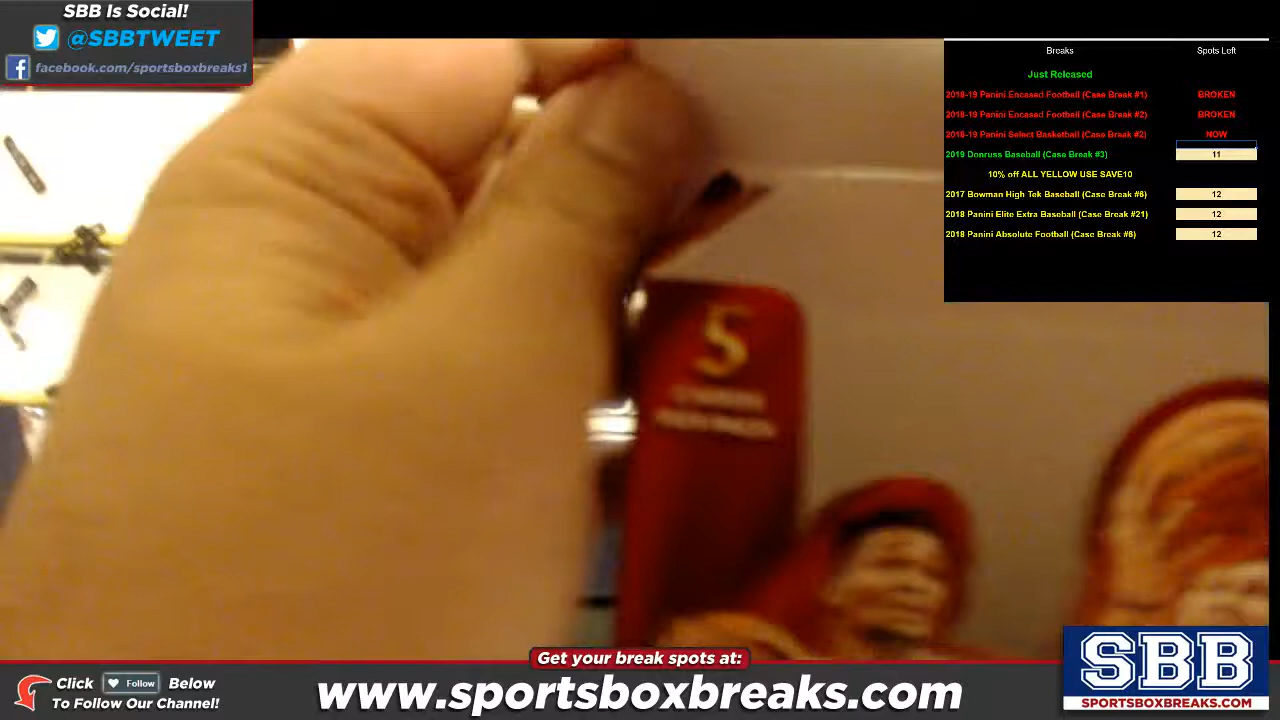 SBB Is Social!
@SBBTWEET
facebook.com/sportsboxbreaks1
Breaks Spots Left
Just Released
2018-19 Panini Encased Football (Case Break #1) BROKEN
2018-19 Panini Encased Football (Case Break #2) BROKEN
2018-19 Panini Select Basketball (Case Break #2) NOW
2019 Donruss Baseball (Case Break #3) 11
10% off ALL YELLOW USE SAVE10
2017 Bowman High Tek Baseball (Case Break #6) 12
2018 Panini Elite Extra Baseball (Case Break #21) 12
2018 Panini Absolute Football (Case Break #6) 12
5
Get your break spots at:
Click Follow Below
To Follow Our Channel!
www.sportsboxbreaks.com
SBB
SPORTSBOXBREAKS.COM